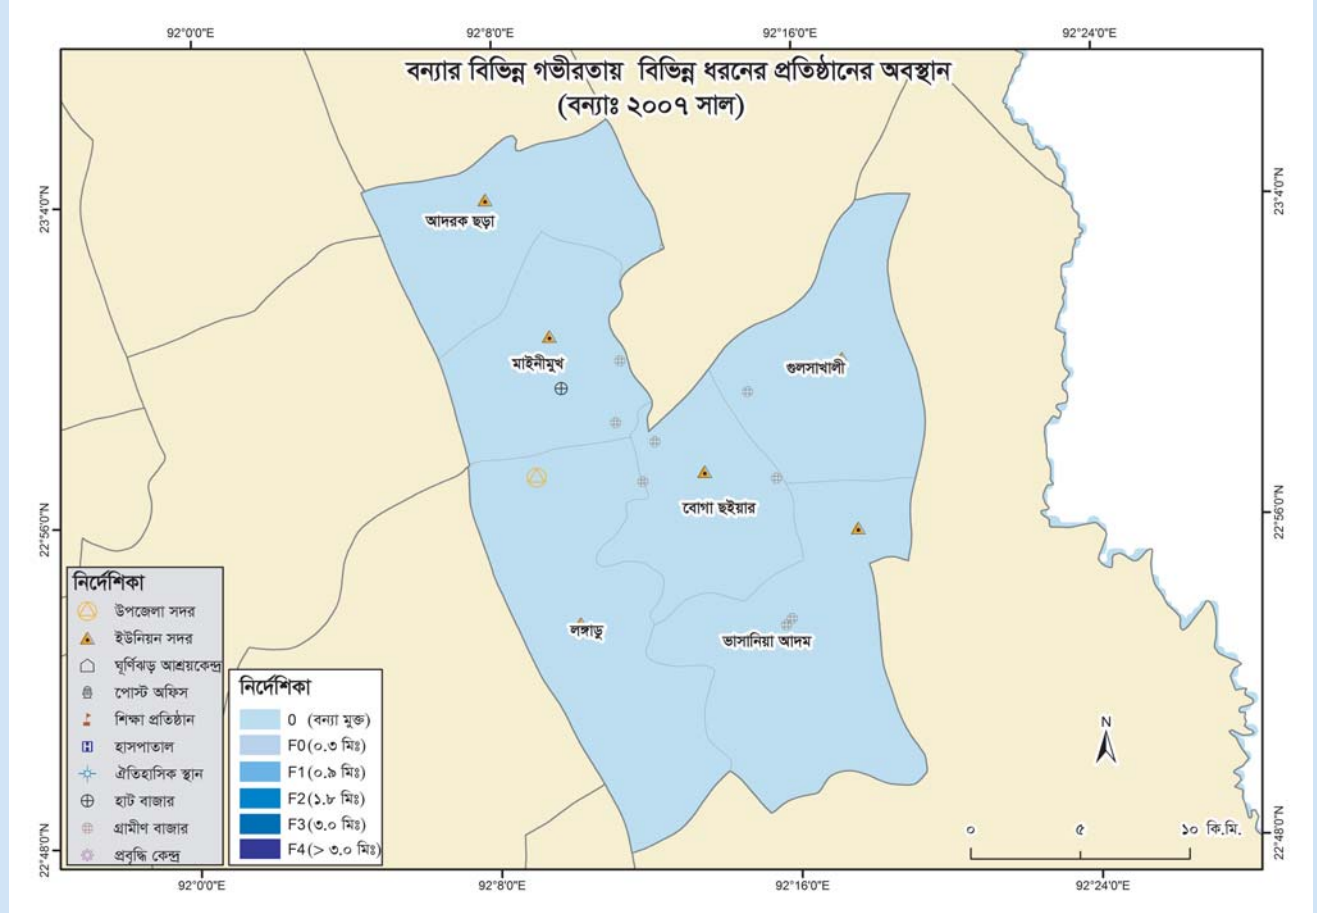 92°0'0"E
92°8'0"E
92°16'0"E
92°24'0"E
বন্যার বিভিন্ন গভীরতায় বিভিন্ন ধরনের প্রতিষ্ঠানের অবস্থান
(বন্যাঃ ২০০৭ সাল)
23°4'0"N
23°4'0"N
আদরক ছড়া
মাইনীমুখ
গুলসাখালী
বোগা ছইয়ার
22°56'0"N
22°56'0"N
লঙ্গাডু
ভাসানিয়া আদম
নির্দেশিকা
উপজেলা সদর
ইউনিয়ন সদর
ঘূর্ণিঝড় আশ্রয়কেন্দ্র
পোস্ট অফিস
শিক্ষা প্রতিষ্ঠান
H
হাসপাতাল
ঐতিহাসিক স্থান
হাট বাজার
গ্রামীণ বাজার
প্রবৃদ্ধি কেন্দ্র
নির্দেশিকা
0 (বন্যা মুক্ত)
F0(০.৩ মিঃ)
F1(০.৯ মিঃ)
F2(১.৮ মিঃ)
F3(৩.০ মিঃ)
F4(> ৩.০ মিঃ)
N
০ ৫ ১০ কি.মি.
22°48'0"N
22°48'0"N
92°0'0"E
92°8'0"E
92°16'0"E
92°24'0"E